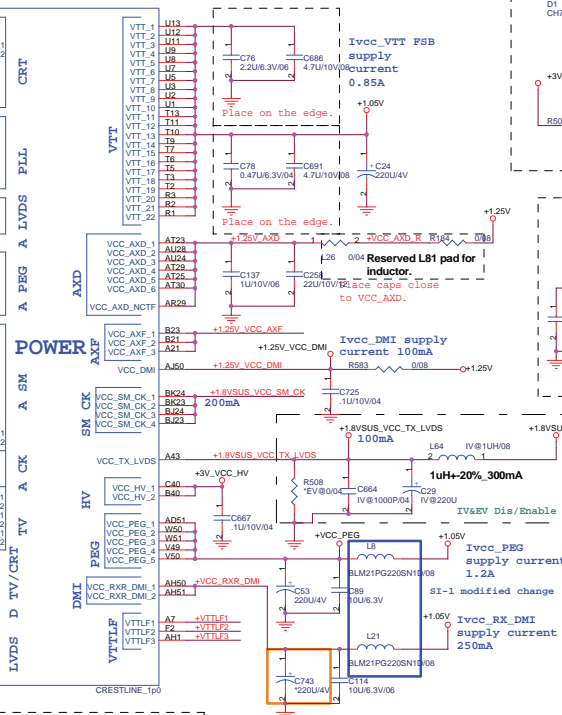 D1
CH7
+3V
R50
CRT
PLL
A LVDS
A PEG
A SM
A CK
TV
D TV/CRT
LVDS
POWER
VTT
AXD
AXF
SM CK
HV
PEG
DMI
VTTLF
VTT_1 U13
VTT_2 U12
VTT_3 U11
VTT_4 U9
VTT_5 U8
VTT_6 U7
VTT_7 U5
VTT_8 U3
VTT_9 U2
VTT_10 U1
VTT_11 T13
VTT_12 T11
VTT_13 T10
VTT_14 T9
VTT_15 T7
VTT_16 T6
VTT_17 T5
VTT_18 T3
VTT_19 T2
VTT_20 R3
VTT_21 R2
VTT_22 R1
VCC_AXD_1 AT23
VCC_AXD_2 AU28
VCC_AXD_3 AU24
VCC_AXD_4 AT29
VCC_AXD_5 AT25
VCC_AXD_6 AT30
VCC_AXD_NCTF AR29
VCC_AXF_1 B23
VCC_AXF_2 B21
VCC_AXF_3 A21
VCC_DMI AJ50
VCC_SM_CK_1 BK24
VCC_SM_CK_2 BK23
VCC_SM_CK_3 BJ24
VCC_SM_CK_4 BJ23
VCC_TX_LVDS A43
VCC_HV_1 C40
VCC_HV_2 B40
VCC_PEG_1 AD51
VCC_PEG_2 W50
VCC_PEG_3 W51
VCC_PEG_4 V49
VCC_PEG_5 V50
VCC_RXR_DMI_1 AH50
VCC_RXR_DMI_2 AH51
VTTLF1 A7 +VTTLF1
VTTLF2 F2 +VTTLF2
VTTLF3 AH1 +VTTLF3
CRESTLINE_1p0
C76
2.2U/6.3V/06
C686
4.7U/10V/08
Place on the edge.
Ivcc_VTT FSB
supply
current
0.85A
+1.05V
C78
0.47U/6.3V/04
C691
4.7U/10V/08
C24
220U/4V
Place on the edge.
+1.25V
+1.25V_AXD
+VCC_AXD_R
R184
0/08
L26
0/04
Reserved L81 pad for
inductor.
C137
1U/10V/06
C258
22U/10V/12
Place caps close
to VCC_AXD.
+1.25V_VCC_AXF
+1.25V_VCC_DMI
Ivcc_DMI supply
current 100mA
+1.25V_VCC_DMI
R583
0/08
+1.25V
+1.8VSUS_VCC_SM_CK
200mA
C725
.1U/10V/04
+1.8VSUS_VCC_TX_LVDS
100mA
+1.8VSUS_VCC_TX_LVDS
L64
IV@1UH/08
+1.8VSU
1uH+-20%_300mA
R508
*EV@0/04
C664
IV@1000P/04
C29
IV@220U
IV&EV Dis/Enable
+3V_VCC_HV
C667
.1U/10V/04
+VCC_PEG
L8
BLM21PG220SN1D/08
+1.05V
Ivcc_PEG
supply current
1.2A
C53
220U/4V
C89
10U/6.3V
SI-1 modified change
+VCC_RXR_DMI
L21
BLM21PG220SN1D/08
+1.05V
Ivcc_RX_DMI
supply current
250mA
C743
*220U/4V
C114
10U/6.3V/06